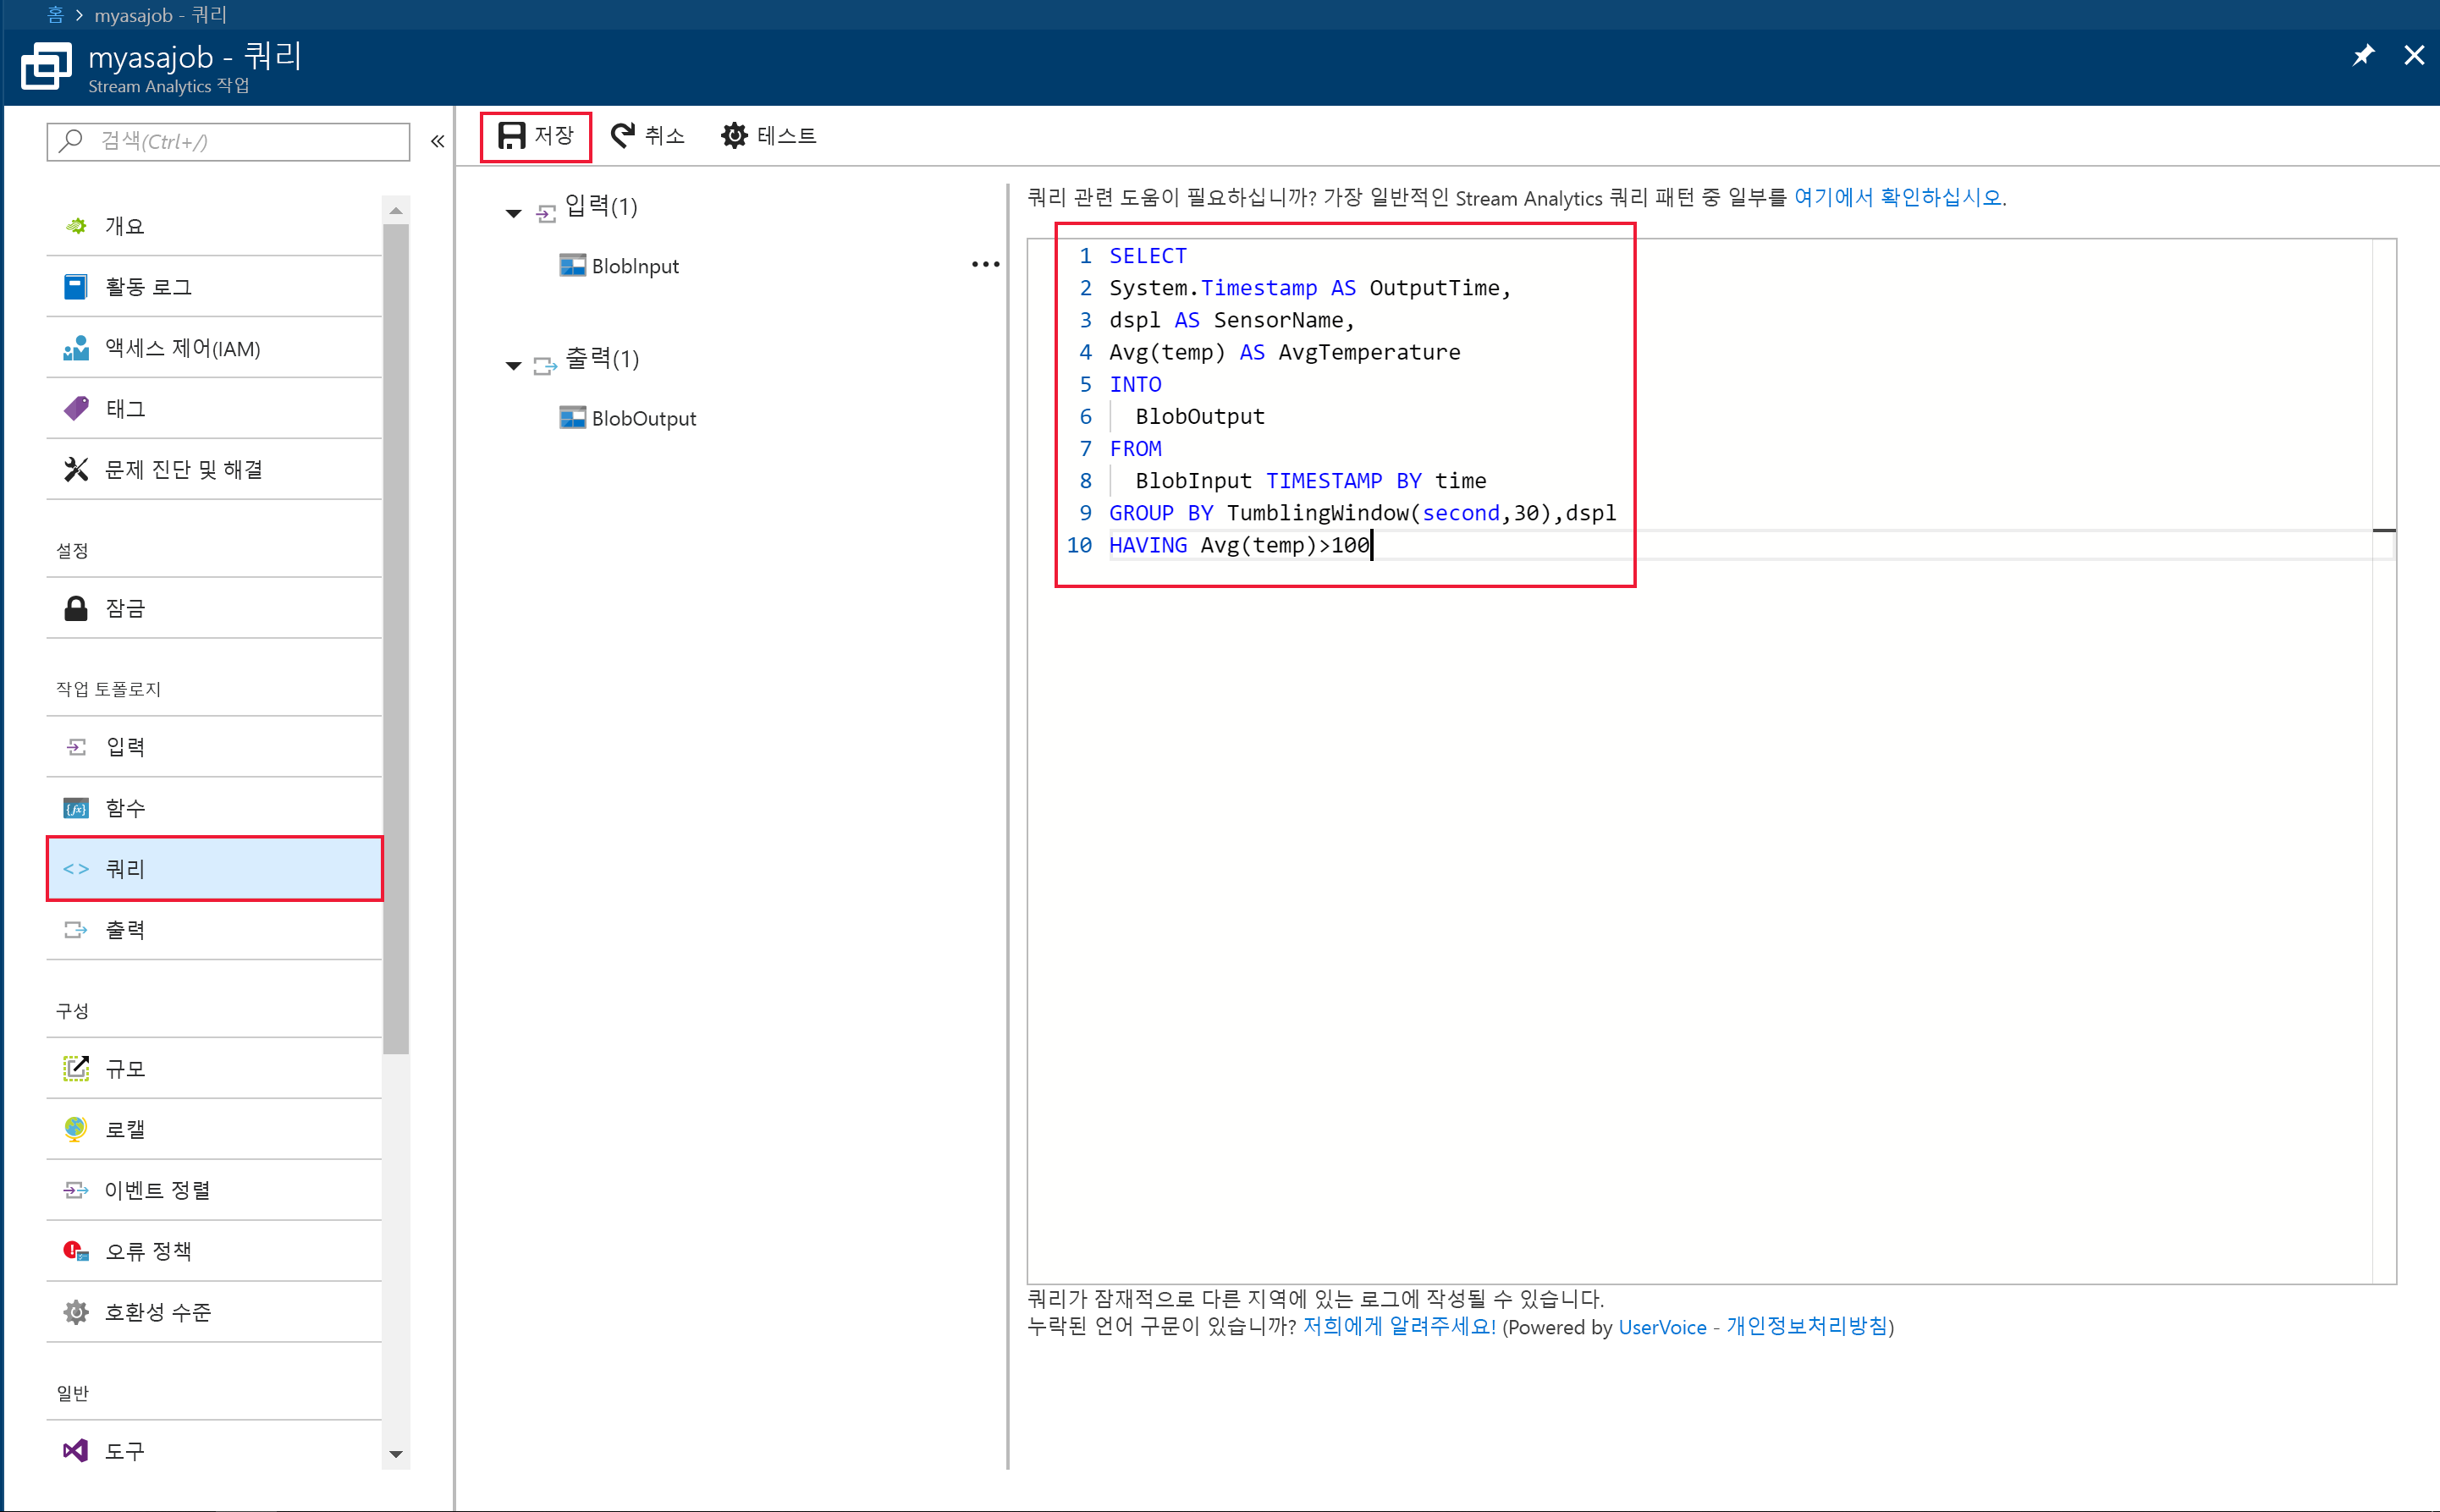 홈 > myasajob - 쿼리
myasajob - 쿼리
Stream Analytics 작업
검색(Ctrl+/)
«
개요
활동 로그
액세스 제어(IAM)
태그
문제 진단 및 해결
설정
잠금
작업 토폴로지
입력
함수
쿼리
출력
구성
규모
로캘
이벤트 정렬
오류 정책
호환성 수준
일반
도구
저장 취소 테스트
입력(1)
BlobInput
출력(1)
BlobOutput
쿼리 관련 도움이 필요하십니까? 가장 일반적인 Stream Analytics 쿼리 패턴 중 일부를 여기에서 확인하십시오.
1 SELECT
2 System.Timestamp AS OutputTime,
3 dspl AS SensorName,
4 Avg(temp) AS AvgTemperature
5 INTO
6 BlobOutput
7 FROM
8 BlobInput TIMESTAMP BY time
9 GROUP BY TumblingWindow(second,30),dspl
10 HAVING Avg(temp)>100
쿼리가 잠재적으로 다른 지역에 있는 로그에 작성될 수 있습니다.
누락된 언어 구문이 있습니까? 저희에게 알려주세요! (Powered by UserVoice - 개인정보처리방침)